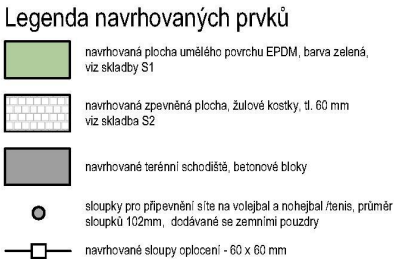 Legenda navrhovaných prvků
navrhovaná plocha umělého povrchu EPDM, barva zelená,
viz skladby S1
navrhovaná zpevněná plocha, žulové kostky, tl. 60 mm
viz skladba S2
navrhované terénní schodiště, betonové bloky
sloupky pro připevnění síte na volejbal a nohejbal /tenis, průměr
sloupků 102mm, dodávané se zemními pouzdry
navrhované sloupy oplocení - 60 x 60 mm